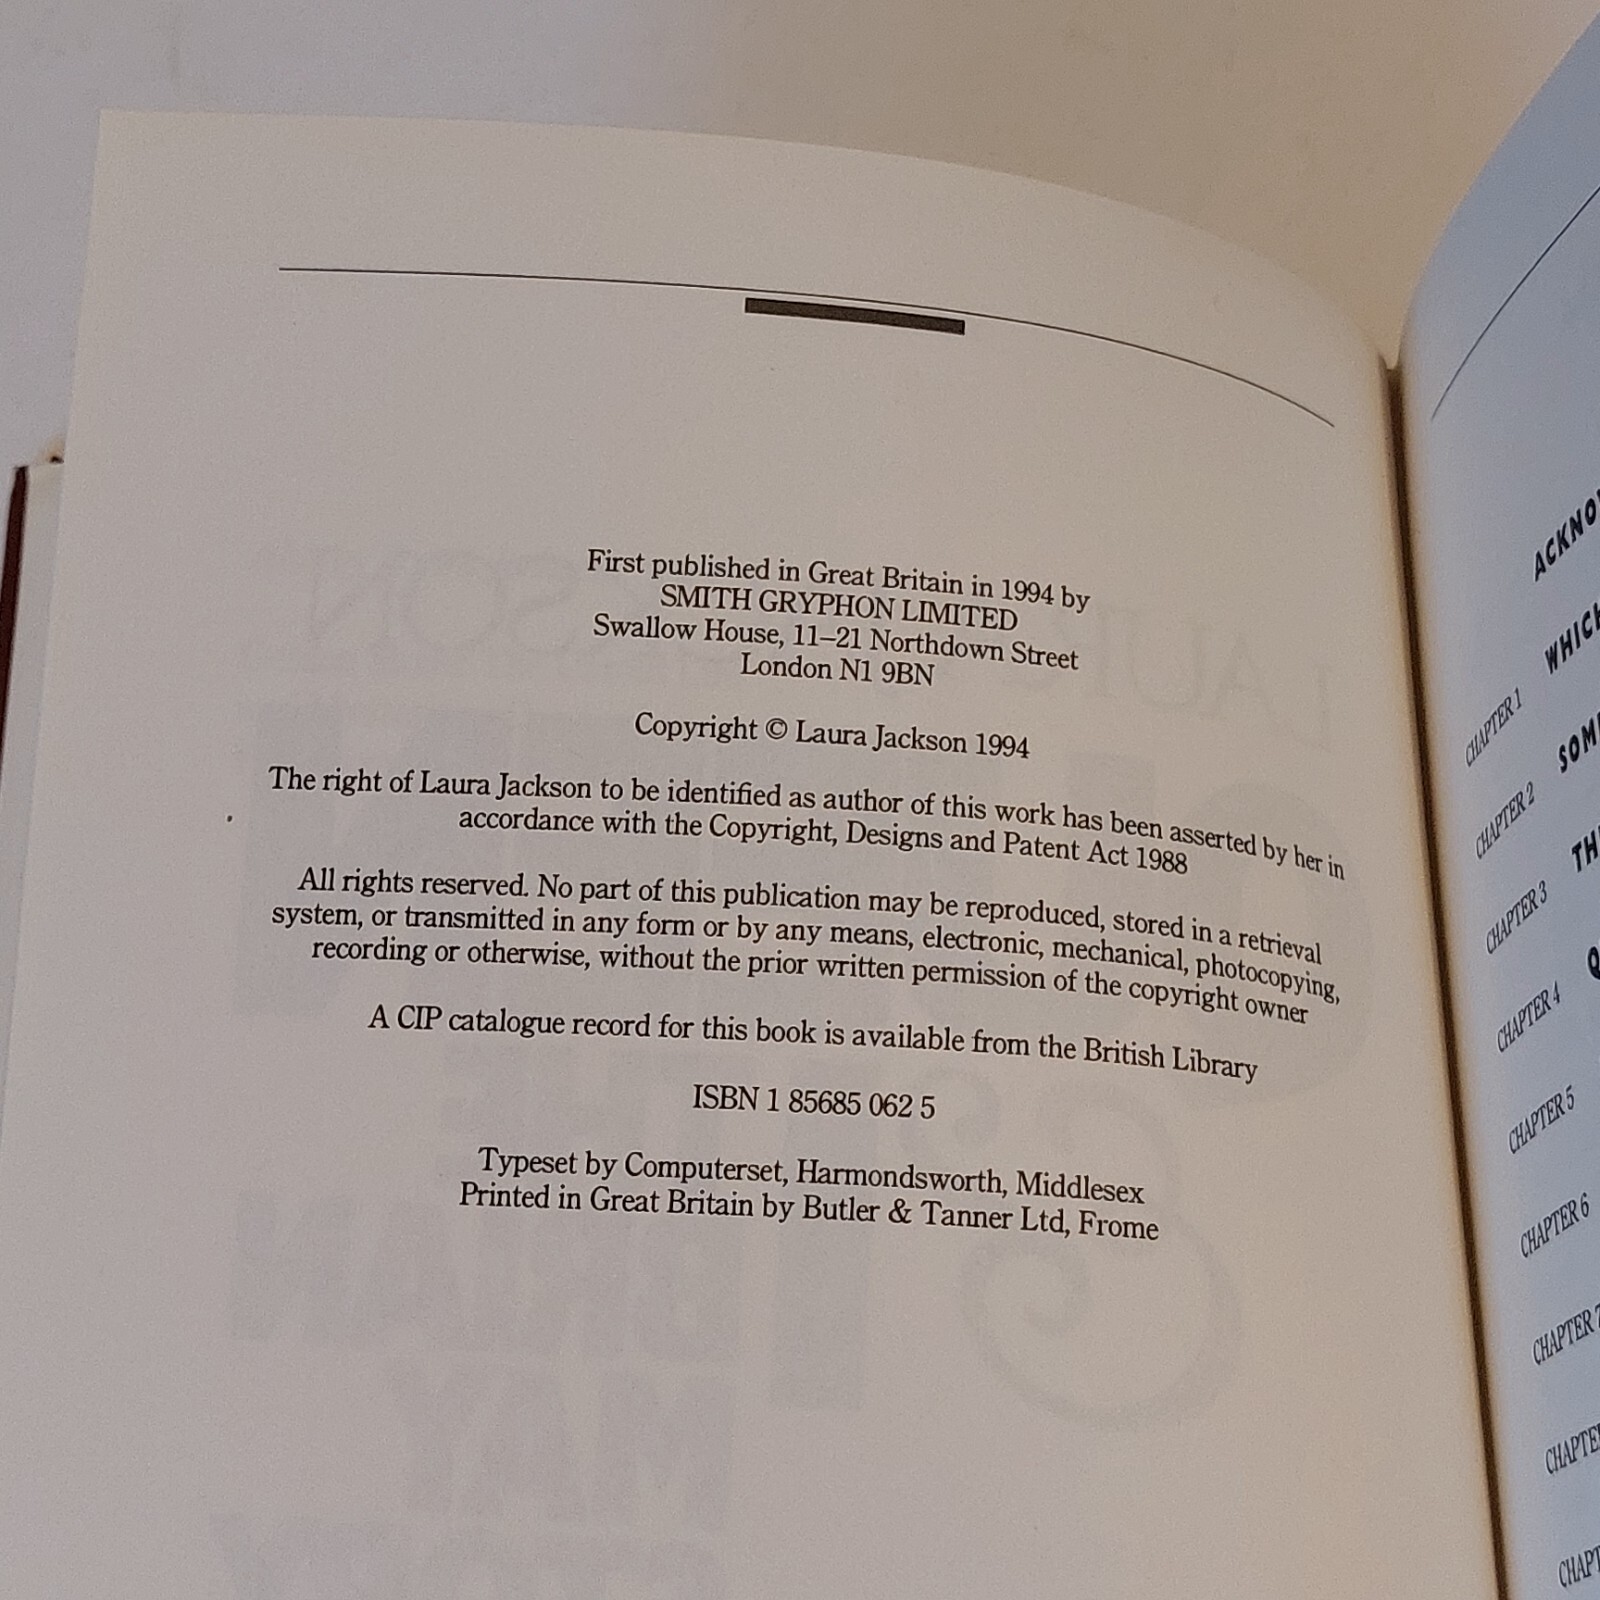 First published in Great Britain in 1994 by
SMITH GRYPHON LIMITED
Swallow House, 11–21 Northdown Street
London N1 9BN
Copyright © Laura Jackson 1994
The right of Laura Jackson to be identified as author of this work has been asserted by her in
accordance with the Copyright, Designs and Patent Act 1988
All rights reserved. No part of this publication may be reproduced, stored in a retrieval
system, or transmitted in any form or by any means, electronic, mechanical, photocopying,
recording or otherwise, without the prior written permission of the copyright owner
A CIP catalogue record for this book is available from the British Library
ISBN 1 85685 062 5
Typeset by Computerset, Harmondsworth, Middlesex
Printed in Great Britain by Butler & Tanner Ltd, Frome
CHAPTER 1
CHAPTER 2
CHAPTER 3
CHAPTER 4
CHAPTER 5
CHAPTER 6
CHAPTER 7